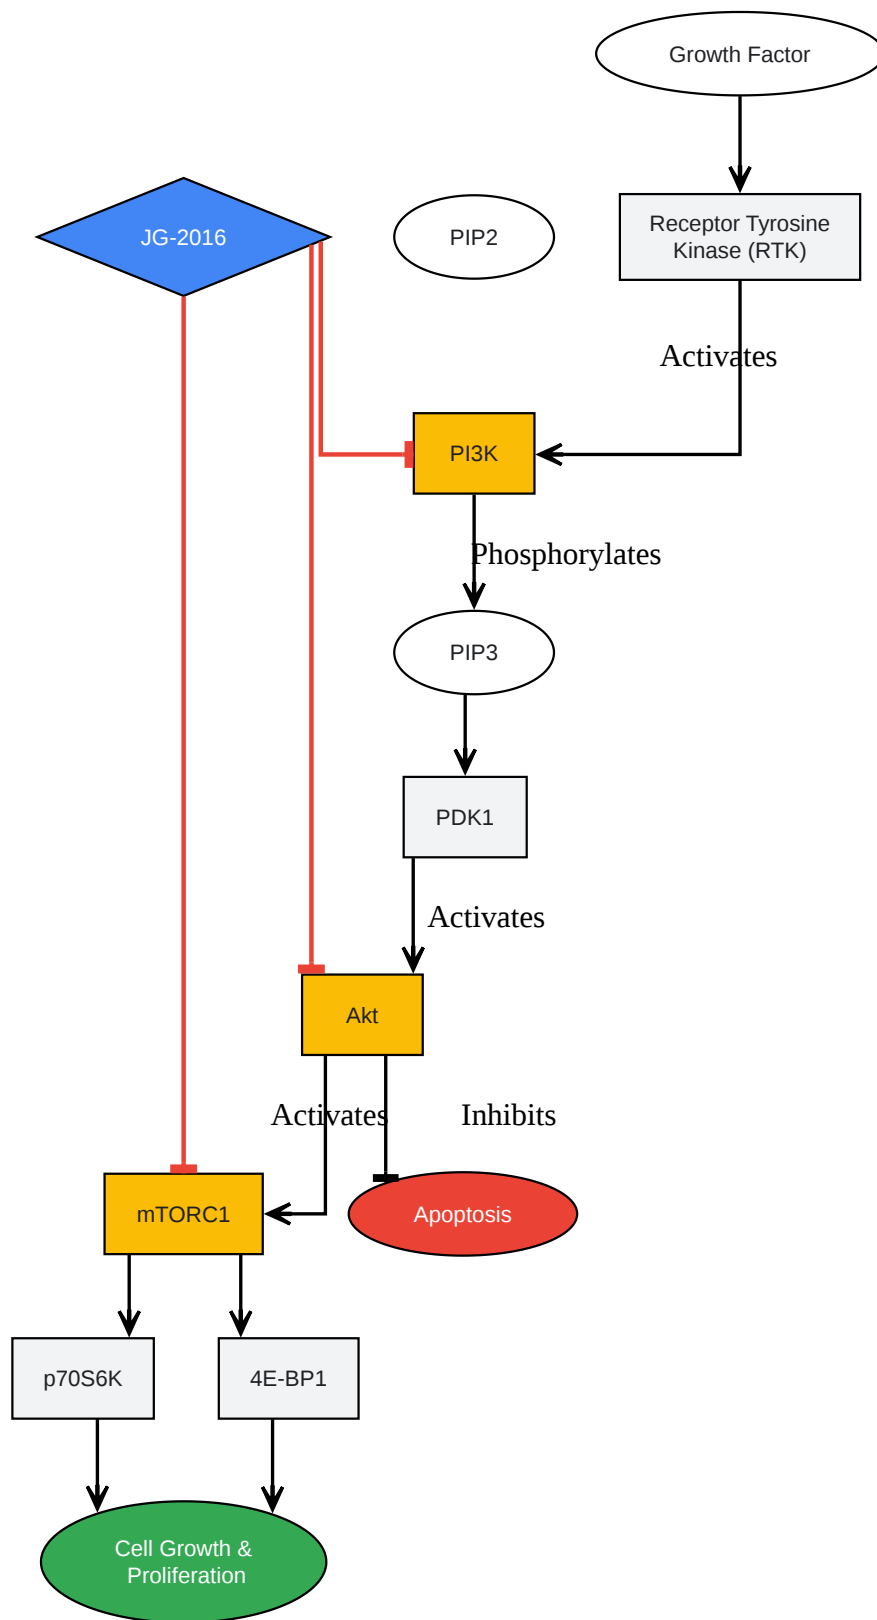 Growth Factor
JG-2016
PIP2
Receptor Tyrosine
Kinase (RTK)
Activates
PI3K
Phosphorylates
PIP3
PDK1
Activates
Akt
Activates
Inhibits
mTORC1
Apoptosis
p70S6K
4E-BP1
Cell Growth &
Proliferation